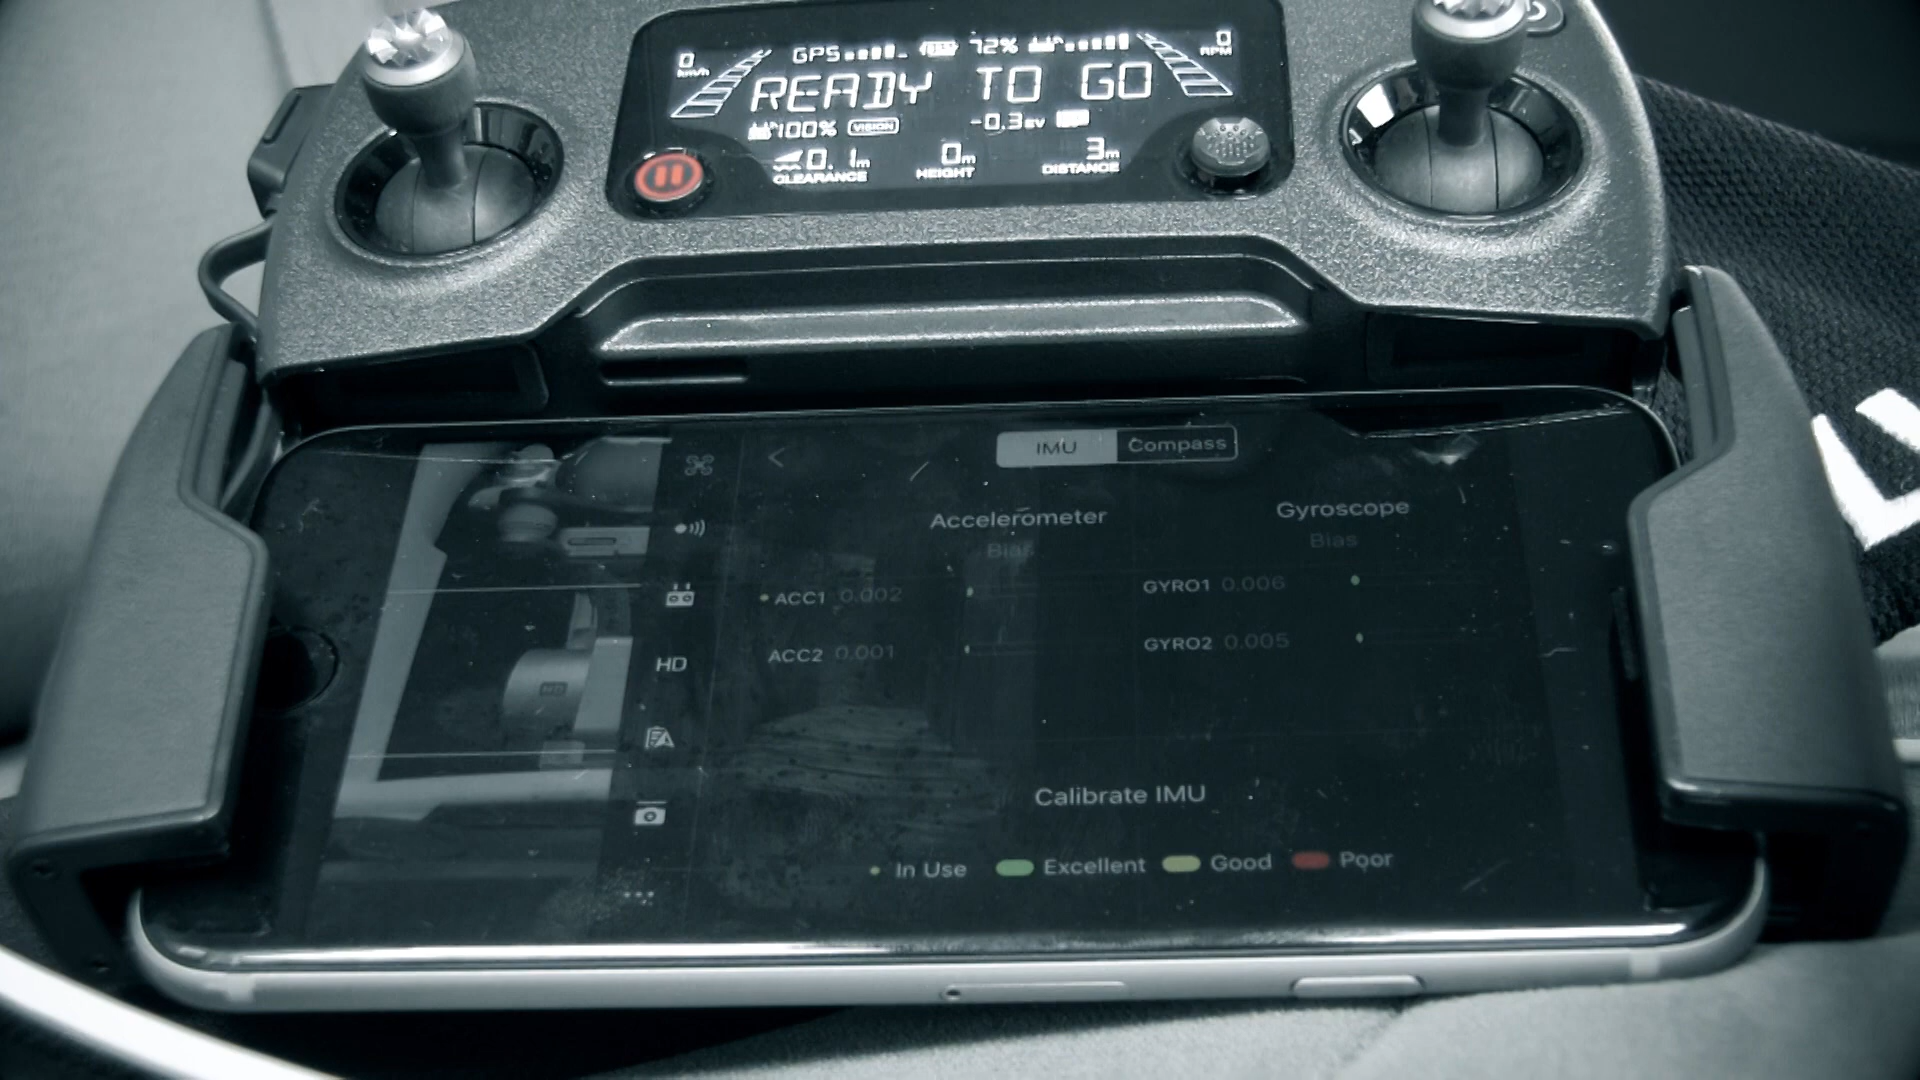 0 GPS 72% 0
km/h RPM
READY TO GO
100% VISION -0.3EV
0.1m 0m 3m
CLEARANCE HEIGHT DISTANCE
IMU Compass
Accelerometer Gyroscope
Bias Bias
ACC1 0.002 GYRO1 0.006
ACC2 0.001 GYRO2 0.005
HD
Calibrate IMU
In Use Excellent Good Poor